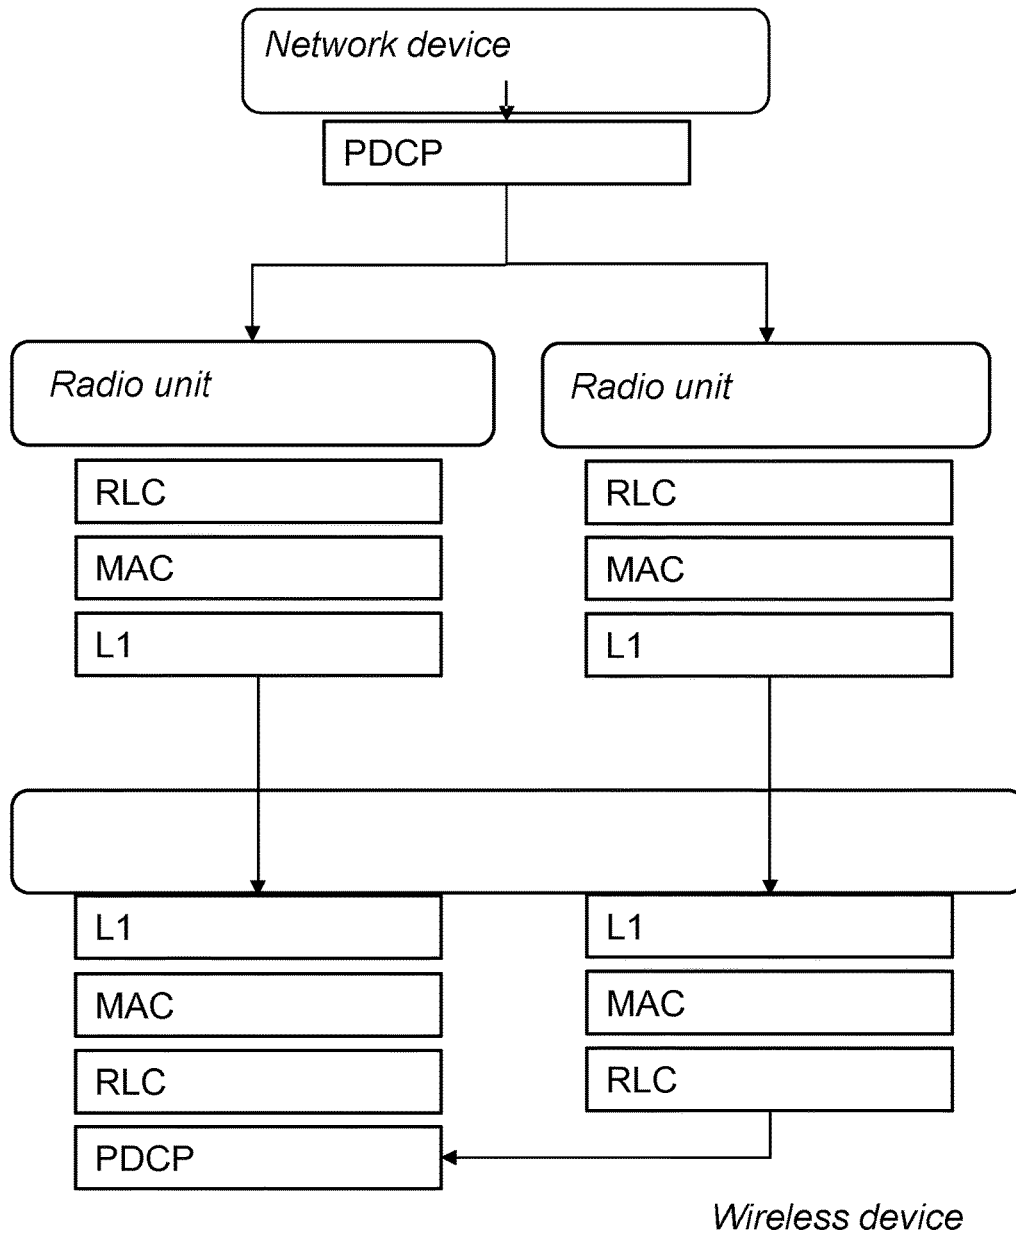 Network device
PDCP
Radio unit
Radio unit
RLC
RLC
MAC
MAC
L1
L1
L1
L1
MAC
MAC
RLC
RLC
PDCP
Wireless device